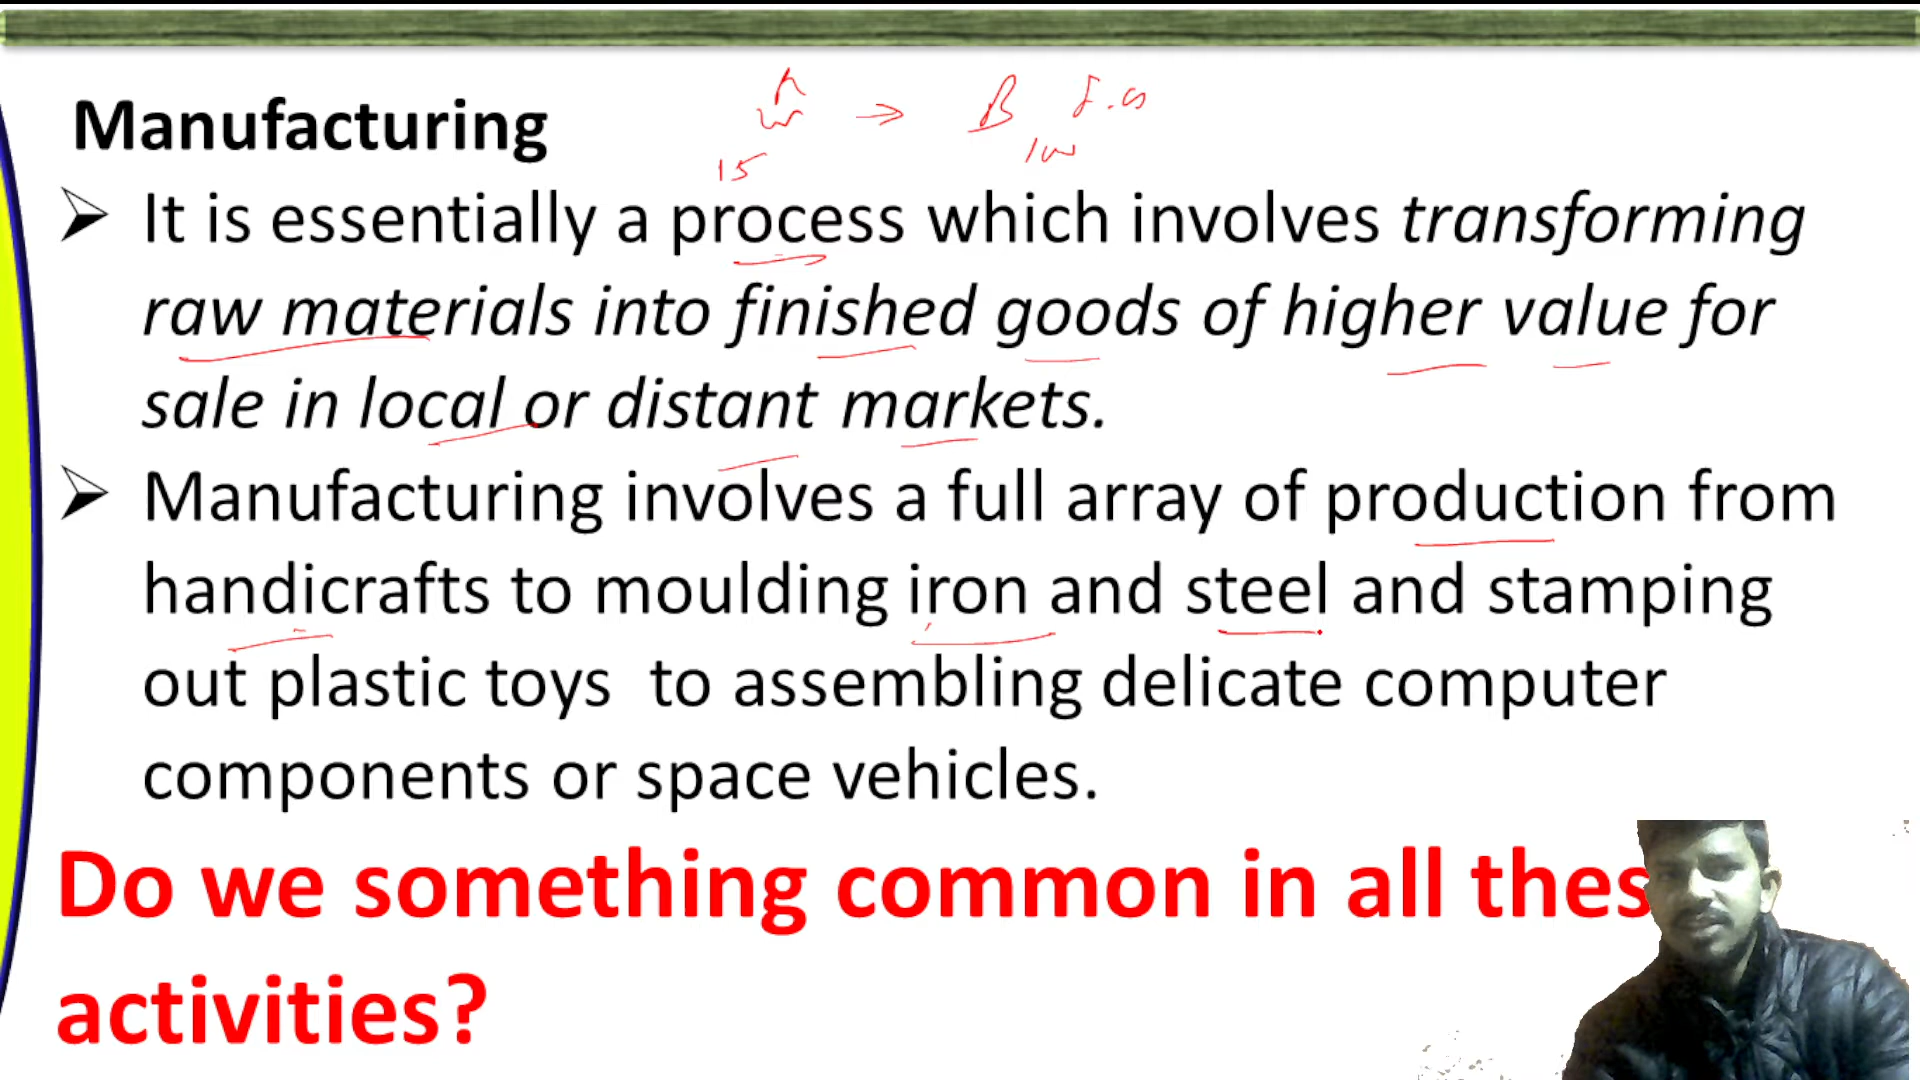 Manufacturing
15
➢ It is essentially a process which involves transforming
raw materials into finished goods of higher value for
sale in local or distant markets.
➢ Manufacturing involves a full array of production from
handicrafts to moulding iron and steel and stamping
out plastic toys to assembling delicate computer
components or space vehicles.
Do we something common in all thes
activities?